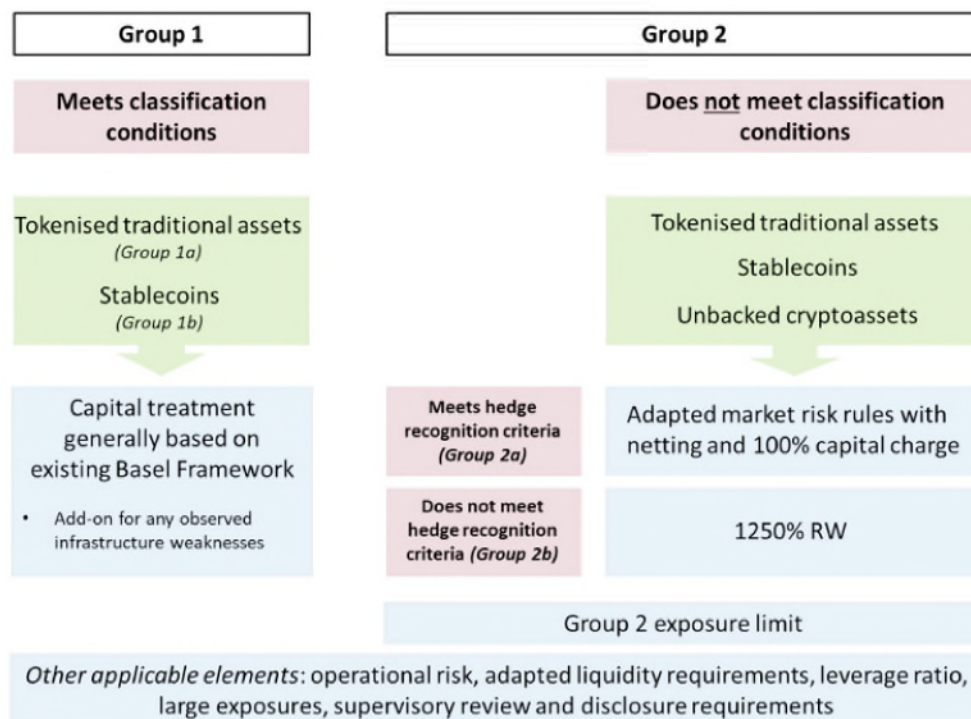 Group 1
Group 2
Meets classification
conditions
Does not meet classification
conditions
Tokenised traditional assets
(Group 1a)
Stablecoins
(Group 1b)
Tokenised traditional assets
Stablecoins
Unbacked cryptoassets
Capital treatment
generally based on
existing Basel Framework
• Add-on for any observed
infrastructure weaknesses
Meets hedge
recognition criteria
(Group 2a)
Adapted market risk rules with
netting and 100% capital charge
Does not meet
hedge recognition
criteria (Group 2b)
1250% RW
Group 2 exposure limit
Other applicable elements: operational risk, adapted liquidity requirements, leverage ratio,
large exposures, supervisory review and disclosure requirements